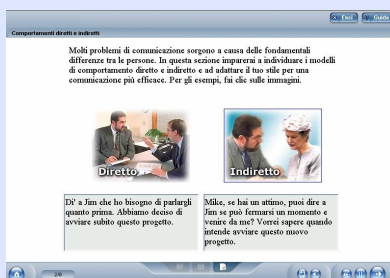 Esci Guida
Comportamenti diretti e indiretti
Molti problemi di comunicazione sorgono a causa delle fondamentali
differenze tra le persone. In questa sezione imparerai a individuare i modelli
di comportamento diretto e indiretto e ad adattare il tuo stile per una
comunicazione più efficace. Per gli esempi, fai clic sulle immagini.
Diretto
Indiretto
Di' a Jim che ho bisogno di parlargli
quanto prima. Abbiamo deciso di
avviare subito questo progetto.
Mike, se hai un attimo, puoi dire a
Jim se può fermarsi un momento e
venire da me? Vorrei sapere quando
intende avviare questo nuovo
progetto.